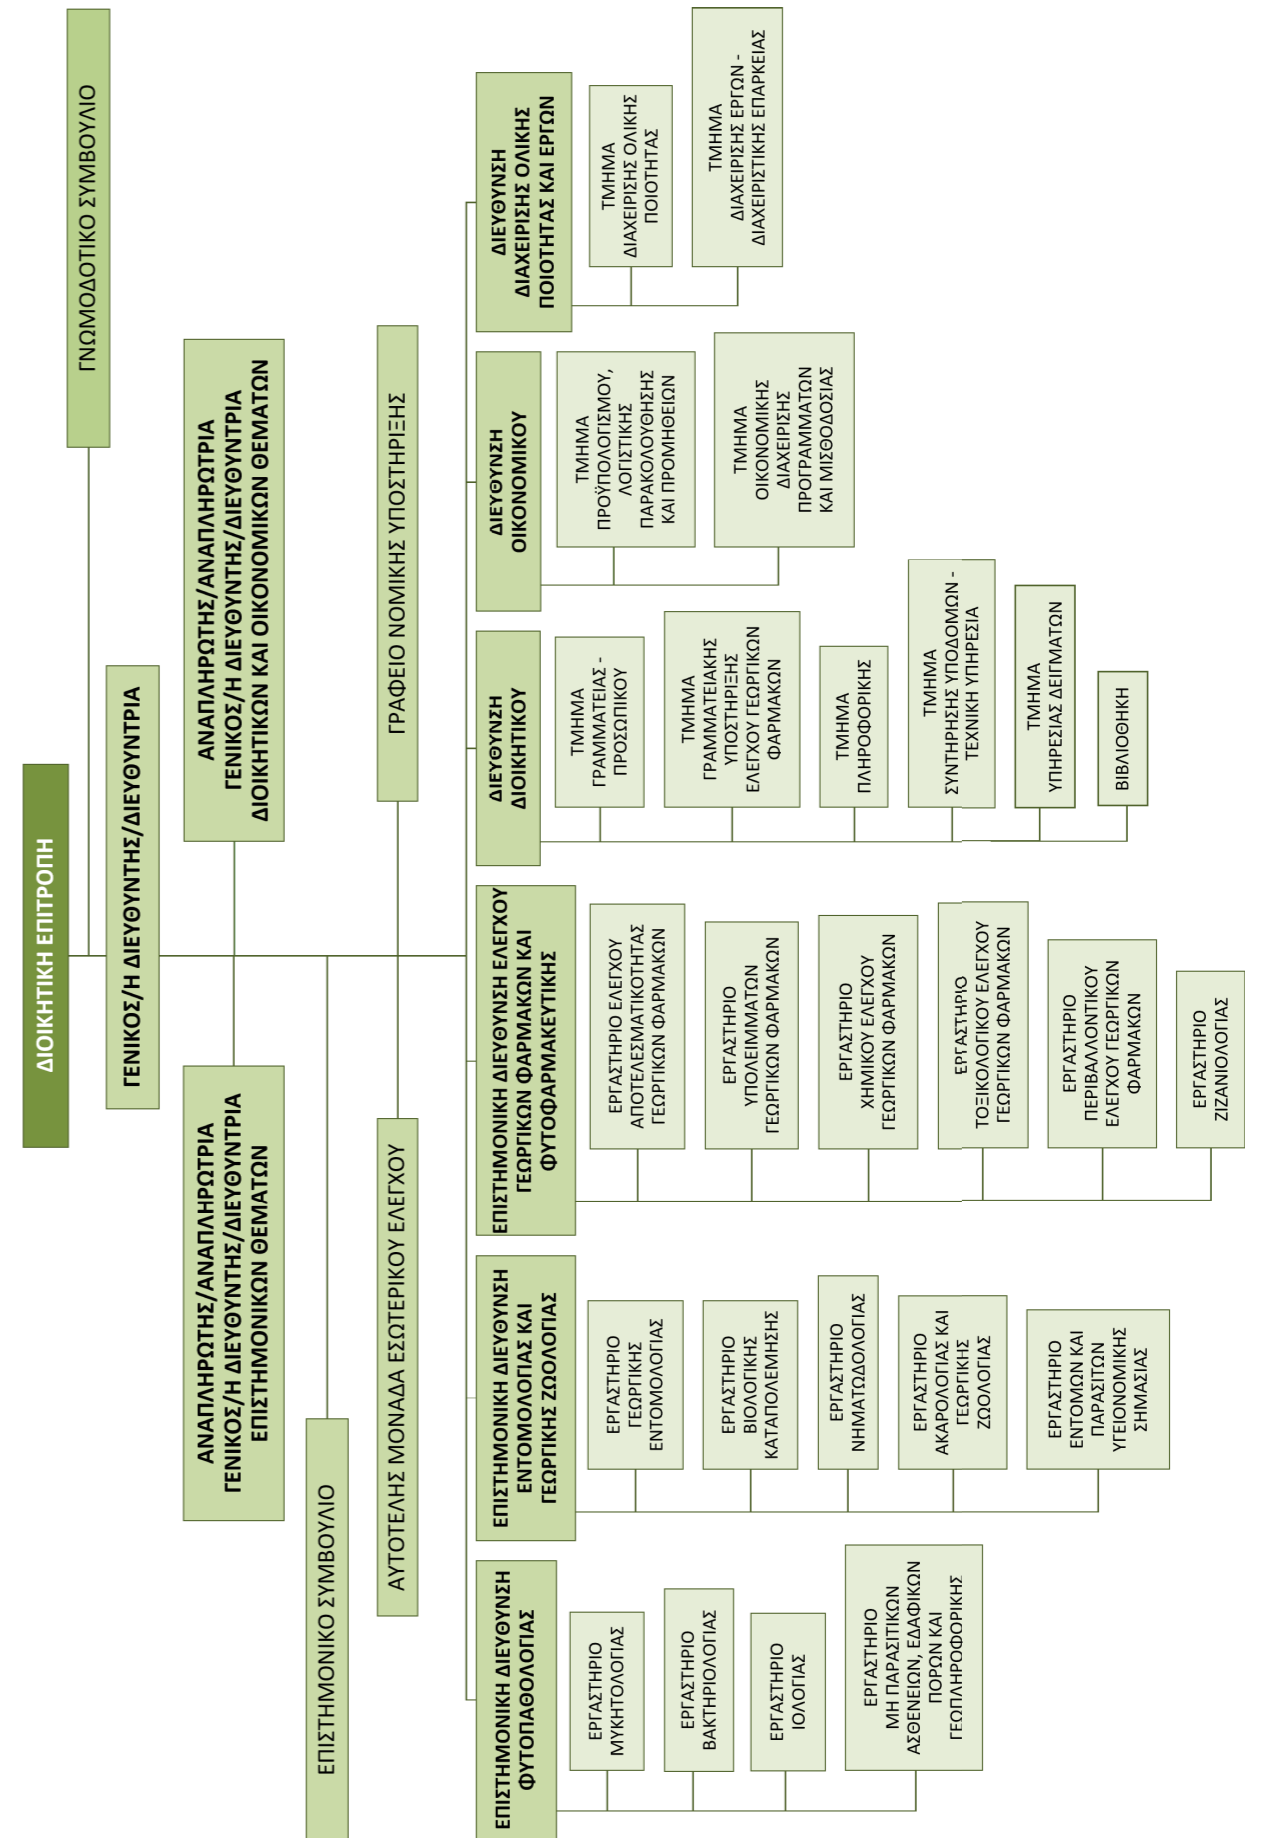 ΔΙΟΙΚΗΤΙΚΗ ΕΠΙΤΡΟΠΗ
ΓΝΩΜΟΔΟΤΙΚΟ ΣΥΜΒΟΥΛΙΟ
ΓΕΝΙΚΟΣ/Η ΔΙΕΥΘΥΝΤΗΣ/ΔΙΕΥΘΥΝΤΡΙΑ
ΑΝΑΠΛΗΡΩΤΗΣ/ΑΝΑΠΛΗΡΩΤΡΙΑ
ΓΕΝΙΚΟΣ/Η ΔΙΕΥΘΥΝΤΗΣ/ΔΙΕΥΘΥΝΤΡΙΑ
ΕΠΙΣΤΗΜΟΝΙΚΩΝ ΘΕΜΑΤΩΝ
ΑΝΑΠΛΗΡΩΤΗΣ/ΑΝΑΠΛΗΡΩΤΡΙΑ
ΓΕΝΙΚΟΣ/Η ΔΙΕΥΘΥΝΤΗΣ/ΔΙΕΥΘΥΝΤΡΙΑ
ΔΙΟΙΚΗΤΙΚΩΝ ΚΑΙ ΟΙΚΟΝΟΜΙΚΩΝ ΘΕΜΑΤΩΝ
ΕΠΙΣΤΗΜΟΝΙΚΟ ΣΥΜΒΟΥΛΙΟ
ΑΥΤΟΤΕΛΗΣ ΜΟΝΑΔΑ ΕΣΩΤΕΡΙΚΟΥ ΕΛΕΓΧΟΥ
ΓΡΑΦΕΙΟ ΝΟΜΙΚΗΣ ΥΠΟΣΤΗΡΙΞΗΣ
ΕΠΙΣΤΗΜΟΝΙΚΗ ΔΙΕΥΘΥΝΣΗ
ΦΥΤΟΠΑΘΟΛΟΓΙΑΣ
ΕΡΓΑΣΤΗΡΙΟ
ΜΥΚΗΤΟΛΟΓΙΑΣ
ΕΡΓΑΣΤΗΡΙΟ
ΒΑΚΤΗΡΙΟΛΟΓΙΑΣ
ΕΡΓΑΣΤΗΡΙΟ
ΙΟΛΟΓΙΑΣ
ΕΡΓΑΣΤΗΡΙΟ
ΜΗ ΠΑΡΑΣΙΤΙΚΩΝ
ΑΣΘΕΝΕΙΩΝ, ΕΔΑΦΙΚΩΝ
ΠΟΡΩΝ ΚΑΙ
ΓΕΩΠΛΗΡΟΦΟΡΙΚΗΣ
ΕΠΙΣΤΗΜΟΝΙΚΗ ΔΙΕΥΘΥΝΣΗ
ΕΝΤΟΜΟΛΟΓΙΑΣ ΚΑΙ
ΓΕΩΡΓΙΚΗΣ ΖΩΟΛΟΓΙΑΣ
ΕΡΓΑΣΤΗΡΙΟ
ΓΕΩΡΓΙΚΗΣ
ΕΝΤΟΜΟΛΟΓΙΑΣ
ΕΡΓΑΣΤΗΡΙΟ
ΒΙΟΛΟΓΙΚΗΣ
ΚΑΤΑΠΟΛΕΜΗΣΗΣ
ΕΡΓΑΣΤΗΡΙΟ
ΝΗΜΑΤΩΔΟΛΟΓΙΑΣ
ΕΡΓΑΣΤΗΡΙΟ
ΑΚΑΡΟΛΟΓΙΑΣ ΚΑΙ
ΓΕΩΡΓΙΚΗΣ
ΖΩΟΛΟΓΙΑΣ
ΕΡΓΑΣΤΗΡΙΟ
ΕΝΤΟΜΩΝ ΚΑΙ
ΠΑΡΑΣΙΤΩΝ
ΥΓΕΙΟΝΟΜΙΚΗΣ
ΣΗΜΑΣΙΑΣ
ΕΠΙΣΤΗΜΟΝΙΚΗ ΔΙΕΥΘΥΝΣΗ ΕΛΕΓΧΟΥ
ΓΕΩΡΓΙΚΩΝ ΦΑΡΜΑΚΩΝ ΚΑΙ
ΦΥΤΟΦΑΡΜΑΚΕΥΤΙΚΗΣ
ΕΡΓΑΣΤΗΡΙΟ ΕΛΕΓΧΟΥ
ΑΠΟΤΕΛΕΣΜΑΤΙΚΟΤΗΤΑΣ
ΓΕΩΡΓΙΚΩΝ ΦΑΡΜΑΚΩΝ
ΕΡΓΑΣΤΗΡΙΟ
ΥΠΟΛΕΙΜΜΑΤΩΝ
ΓΕΩΡΓΙΚΩΝ ΦΑΡΜΑΚΩΝ
ΕΡΓΑΣΤΗΡΙΟ
ΧΗΜΙΚΟΥ ΕΛΕΓΧΟΥ
ΓΕΩΡΓΙΚΩΝ ΦΑΡΜΑΚΩΝ
ΕΡΓΑΣΤΗΡΙΟ
ΤΟΞΙΚΟΛΟΓΙΚΟΥ ΕΛΕΓΧΟΥ
ΓΕΩΡΓΙΚΩΝ ΦΑΡΜΑΚΩΝ
ΕΡΓΑΣΤΗΡΙΟ
ΠΕΡΙΒΑΛΛΟΝΤΙΚΟΥ
ΕΛΕΓΧΟΥ ΓΕΩΡΓΙΚΩΝ
ΦΑΡΜΑΚΩΝ
ΕΡΓΑΣΤΗΡΙΟ
ΖΙΖΑΝΙΟΛΟΓΙΑΣ
ΔΙΕΥΘΥΝΣΗ
ΔΙΟΙΚΗΤΙΚΟΥ
ΤΜΗΜΑ
ΓΡΑΜΜΑΤΕΙΑΣ -
ΠΡΟΣΩΠΙΚΟΥ
ΤΜΗΜΑ
ΓΡΑΜΜΑΤΕΙΑΚΗΣ
ΥΠΟΣΤΗΡΙΞΗΣ
ΕΛΕΓΧΟΥ ΓΕΩΡΓΙΚΩΝ
ΦΑΡΜΑΚΩΝ
ΤΜΗΜΑ
ΠΛΗΡΟΦΟΡΙΚΗΣ
ΤΜΗΜΑ
ΣΥΝΤΗΡΗΣΗΣ ΥΠΟΔΟΜΩΝ -
ΤΕΧΝΙΚΗ ΥΠΗΡΕΣΙΑ
ΤΜΗΜΑ
ΥΠΗΡΕΣΙΑΣ ΔΕΙΓΜΑΤΩΝ
ΒΙΒΛΙΟΘΗΚΗ
ΔΙΕΥΘΥΝΣΗ
ΟΙΚΟΝΟΜΙΚΟΥ
ΤΜΗΜΑ
ΠΡΟΫΠΟΛΟΓΙΣΜΟΥ,
ΛΟΓΙΣΤΙΚΗΣ
ΠΑΡΑΚΟΛΟΥΘΗΣΗΣ
ΚΑΙ ΠΡΟΜΗΘΕΙΩΝ
ΤΜΗΜΑ
ΟΙΚΟΝΟΜΙΚΗΣ
ΔΙΑΧΕΙΡΙΣΗΣ
ΠΡΟΓΡΑΜΜΑΤΩΝ
ΚΑΙ ΜΙΣΘΟΔΟΣΙΑΣ
ΔΙΕΥΘΥΝΣΗ
ΔΙΑΧΕΙΡΙΣΗΣ ΟΛΙΚΗΣ
ΠΟΙΟΤΗΤΑΣ ΚΑΙ ΕΡΓΩΝ
ΤΜΗΜΑ
ΔΙΑΧΕΙΡΙΣΗΣ ΟΛΙΚΗΣ
ΠΟΙΟΤΗΤΑΣ
ΤΜΗΜΑ
ΔΙΑΧΕΙΡΙΣΗΣ ΕΡΓΩΝ -
ΔΙΑΧΕΙΡΙΣΤΙΚΗΣ ΕΠΑΡΚΕΙΑΣ